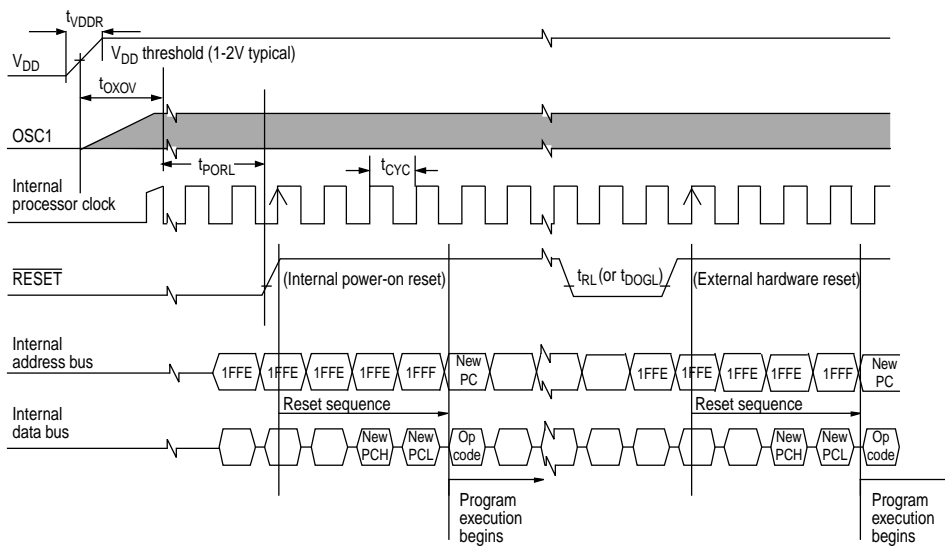 tVDDR
VDD
VDD threshold (1-2V typical)
tOXOV
OSC1
tPORL
tCYC
Internal
processor clock
RESET
(Internal power-on reset)
tRL (or tDOGL)
(External hardware reset)
Internal
address bus
1FFE 1FFE 1FFE 1FFE 1FFF New PC 1FFE 1FFE 1FFE 1FFE 1FFF New PC
Reset sequence Reset sequence
Internal
data bus
New PCH New PCL Op code New PCH New PCL Op code
Program
execution
begins
Program
execution
begins